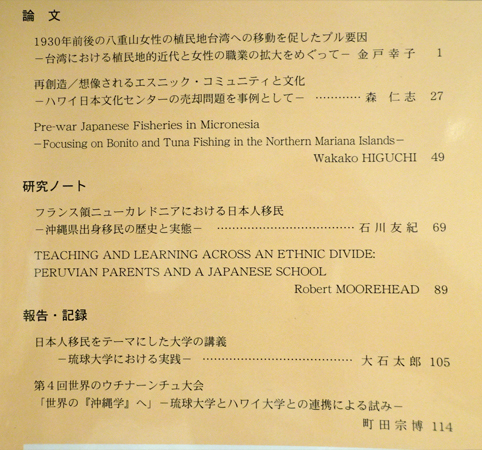 論 文
1930年前後の八重山女性の植民地台湾への移動を促したプル要因
−台湾における植民地的近代と女性の職業の拡大をめぐって− 金戸幸子 1
再創造／想像されるエスニック・コミュニティと文化
−ハワイ日本文化センターの売却問題を事例として− ………… 森 仁志 27
Pre-war Japanese Fisheries in Micronesia
−Focusing on Bonito and Tuna Fishing in the Northern Mariana Islands−
Wakako HIGUCHI 49
研究ノート
フランス領ニューカレドニアにおける日本人移民
−沖縄県出身移民の歴史と実態− ………………………………… 石川友紀 69
TEACHING AND LEARNING ACROSS AN ETHNIC DIVIDE:
PERUVIAN PARENTS AND A JAPANESE SCHOOL
Robert MOOREHEAD 89
報告・記録
日本人移民をテーマにした大学の講義
−琉球大学における実践− ………………………………… 大石太郎 105
第４回世界のウチナーンチュ大会
「世界の『沖縄学』へ」−琉球大学とハワイ大学との連携による試み−
町田宗博 114